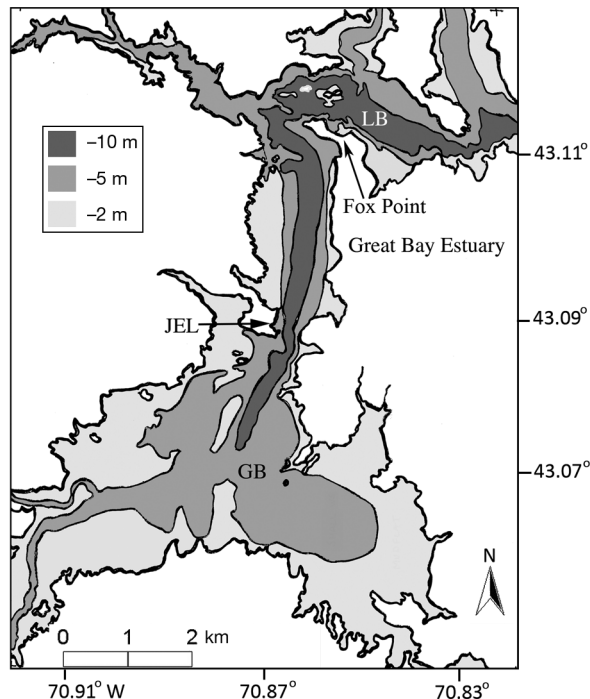 LB
–10 m
–5 m
–2 m
43.11°
Fox Point
Great Bay Estuary
JEL
43.09°
GB
43.07°
N
0 1 2 km
70.91° W 70.87° 70.83°